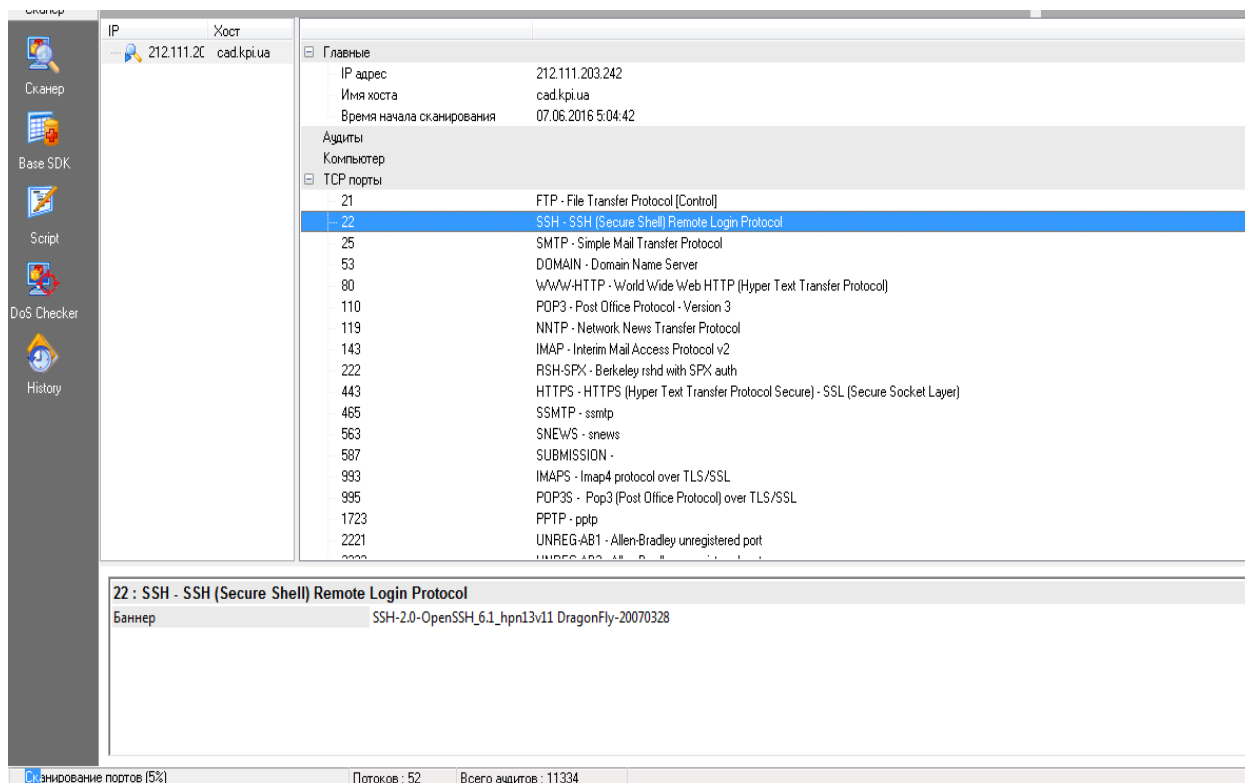 Сканер
Сканер
Base SDK
Script
DoS Checker
History
IP Хост
212.111.20 cad.kpi.ua
Главные
IP адрес 212.111.203.242
Имя хоста cad.kpi.ua
Время начала сканирования 07.06.2016 5:04:42
Аудиты
Компьютер
TCP порты
21 FTP - File Transfer Protocol [Control]
22 SSH - SSH (Secure Shell) Remote Login Protocol
25 SMTP - Simple Mail Transfer Protocol
53 DOMAIN - Domain Name Server
80 WWW-HTTP - World Wide Web HTTP (Hyper Text Transfer Protocol)
110 POP3 - Post Office Protocol - Version 3
119 NNTP - Network News Transfer Protocol
143 IMAP - Interim Mail Access Protocol v2
222 RSH-SPX - Berkeley rshd with SPX auth
443 HTTPS - HTTPS (Hyper Text Transfer Protocol Secure) - SSL (Secure Socket Layer)
465 SSMTP - ssmtp
563 SNEWS - snews
587 SUBMISSION -
993 IMAPS - Imap4 protocol over TLS/SSL
995 POP3S - Pop3 (Post Office Protocol) over TLS/SSL
1723 PPTP - pptp
2221 UNREG-AB1 - Allen-Bradley unregistered port
22 : SSH - SSH (Secure Shell) Remote Login Protocol
Баннер SSH-2.0-OpenSSH_6.1_hpn13v11 DragonFly-20070328
Сканирование портов (5%) Потоков : 52 Всего аудитов : 11334